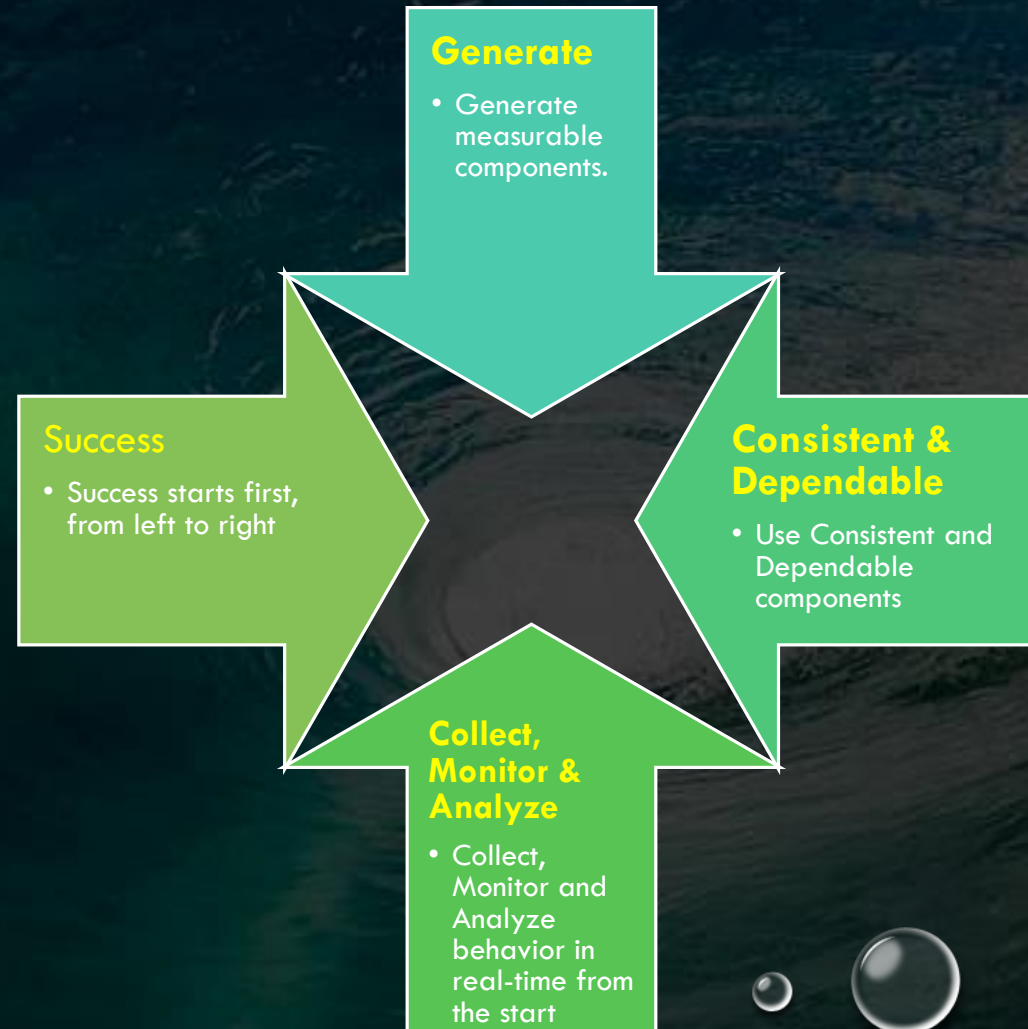 Generate
• Generate
measurable
components.
Success
• Success starts first,
from left to right
Consistent &
Dependable
• Use Consistent and
Dependable
components
Collect,
Monitor &
Analyze
• Collect,
Monitor and
Analyze
behavior in
real-time from
the start